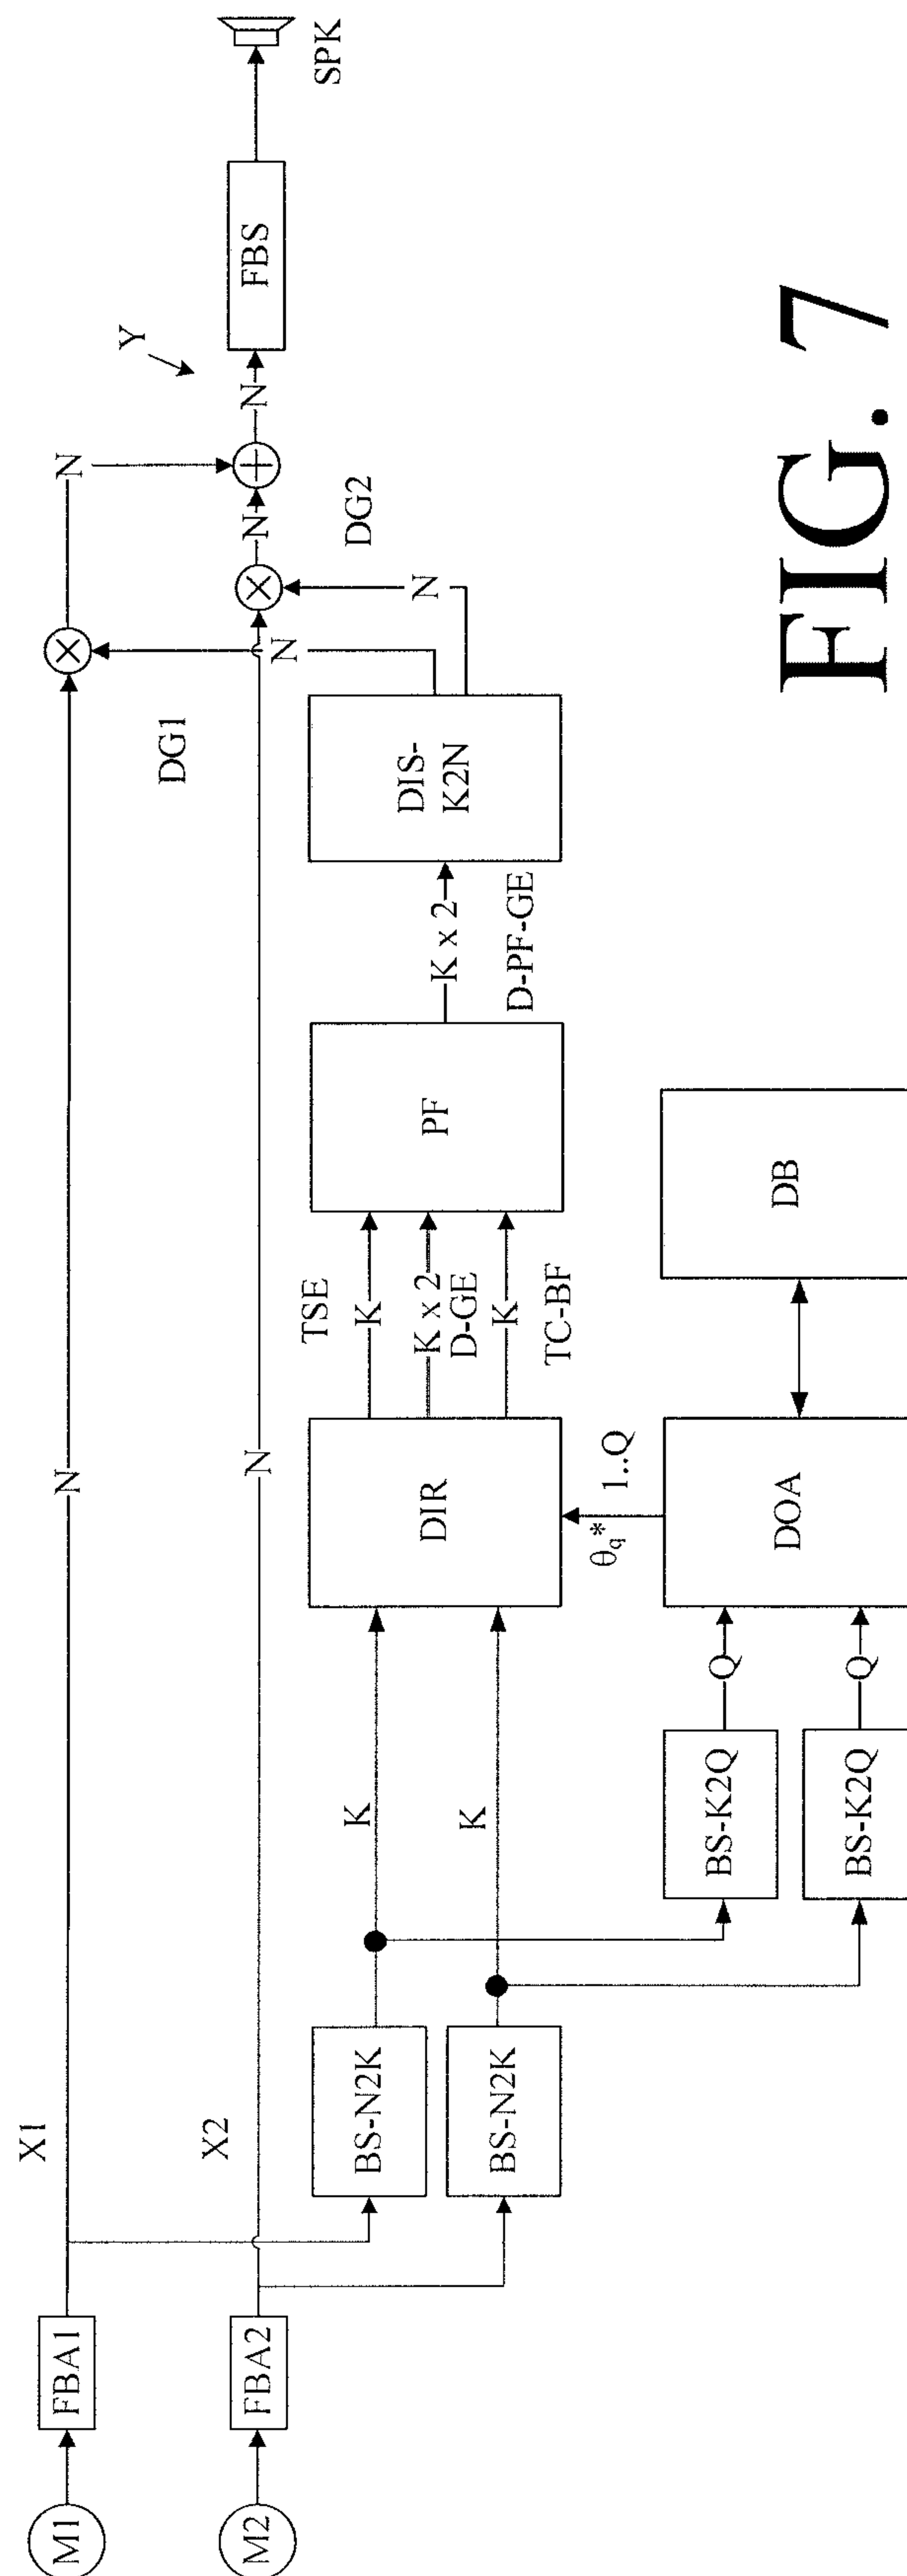 M1
FBA1
X1
N
N
M2
FBA2
X2
N
DG1
N
N
DG2
N
N
Y
FBS
SPK
BS-N2K
BS-N2K
K
K
DIR
TSE
K
K x 2
D-GE
K
TC-BF
PF
K x 2
D-PF-GE
DIS-
K2N
BS-K2Q
BS-K2Q
Q
Q
θq*
1..Q
DOA
DB
FIG. 7